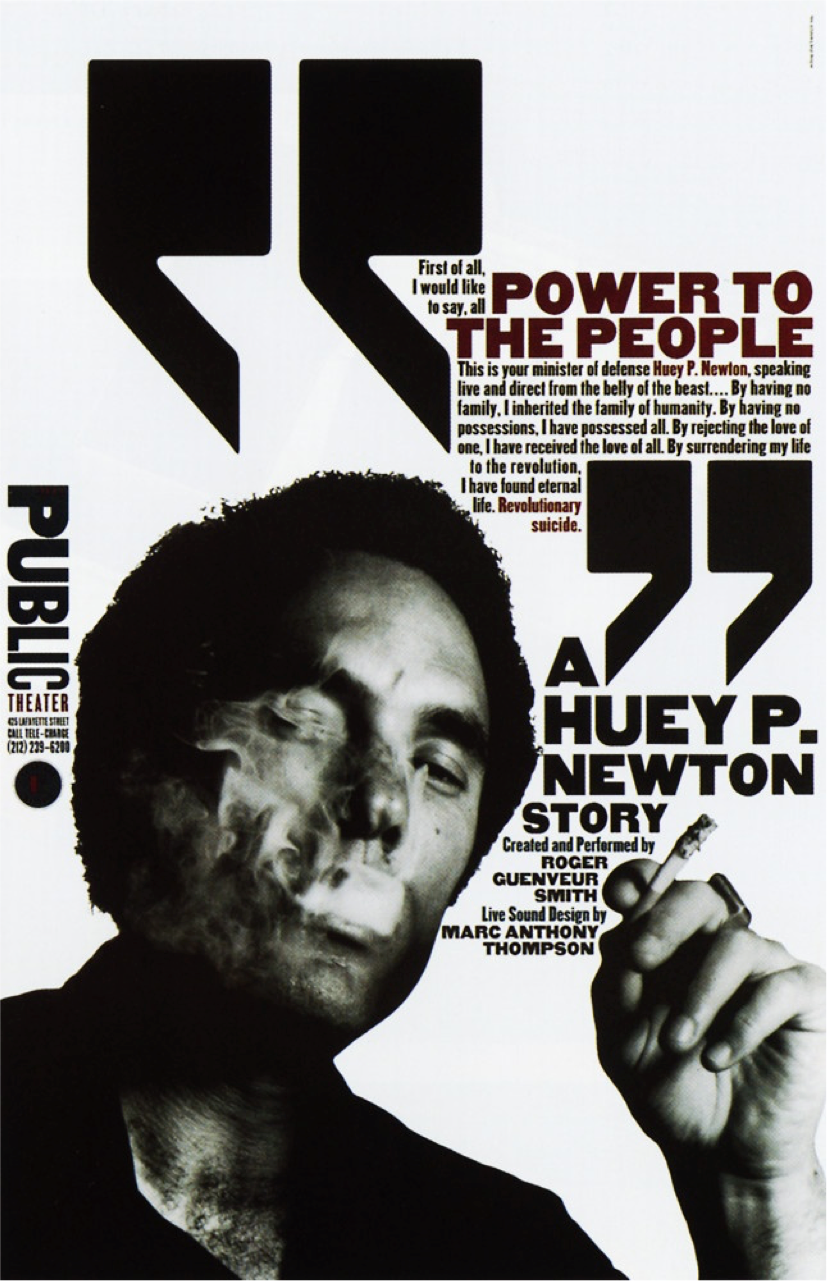 “
First of all,
I would like
to say, all
POWER TO
THE PEOPLE
This is your minister of defense Huey P. Newton, speaking
live and direct from the belly of the beast.... By having no
family, I inherited the family of humanity. By having no
possessions, I have possessed all. By rejecting the love of
one, I have received the love of all. By surrendering my life
to the revolution,
I have found eternal
life. Revolutionary
suicide.
”
A
HUEY P.
NEWTON
STORY
Created and Performed by
ROGER
GUENVEUR
SMITH
Live Sound Design by
MARC ANTHONY
THOMPSON
PUBLIC
THEATER
425 LAFAYETTE STREET
CALL TELE-CHARGE
(212) 239-6200